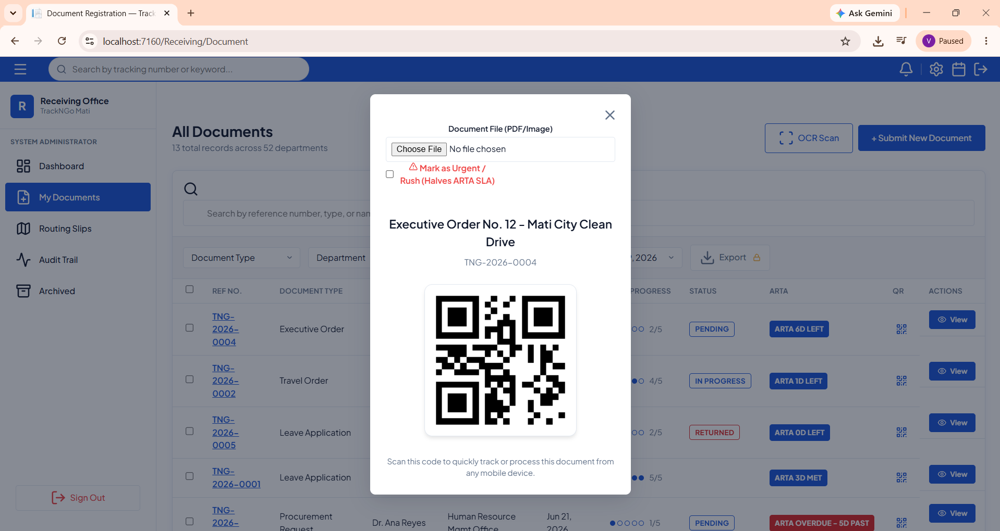 Document Registration — Track
Ask Gemini
localhost:7160/Receiving/Document
V Paused
Search by tracking number or keyword...
R
Receiving Office
TrackNGo Mati
SYSTEM ADMINISTRATOR
Dashboard
My Documents
Routing Slips
Audit Trail
Archived
Sign Out
All Documents
13 total records across 52 departments
OCR Scan
+ Submit New Document
Search by reference number, type, or nam
Document Type
Department
, 2026
Export
REF NO. DOCUMENT TYPE PROGRESS STATUS ARTA QR ACTIONS
TNG-
2026-
0004
Executive Order
2/5
PENDING
ARTA 6D LEFT
View
TNG-
2026-
0002
Travel Order
4/5
IN PROGRESS
ARTA 1D LEFT
View
TNG-
2026-
0005
Leave Application
2/5
RETURNED
ARTA 0D LEFT
View
TNG-
2026-0001
Leave Application
5/5
ARTA 3D MET
View
TNG-
2026-
Procurement
Request
Dr. Ana Reyes
Human Resource
Mgmt Office
Jun 21,
2026
1/5
PENDING
ARTA OVERDUE - 5D PAST
View
Document File (PDF/Image)
Choose File No file chosen
Mark as Urgent /
Rush (Halves ARTA SLA)
Executive Order No. 12 - Mati City Clean
Drive
TNG-2026-0004
Scan this code to quickly track or process this document from
any mobile device.